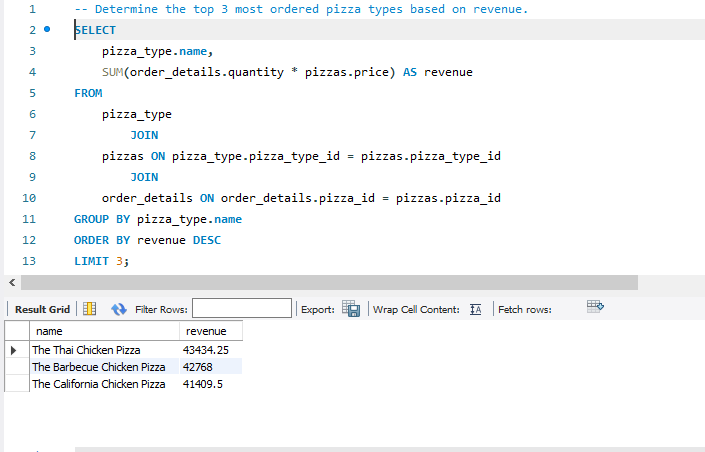 1 -- Determine the top 3 most ordered pizza types based on revenue.
2 SELECT
3 pizza_type.name,
4 SUM(order_details.quantity * pizzas.price) AS revenue
5 FROM
6 pizza_type
7 JOIN
8 pizzas ON pizza_type.pizza_type_id = pizzas.pizza_type_id
9 JOIN
10 order_details ON order_details.pizza_id = pizzas.pizza_id
11 GROUP BY pizza_type.name
12 ORDER BY revenue DESC
13 LIMIT 3;
Result Grid Filter Rows: Export: Wrap Cell Content: Fetch rows:
name revenue
The Thai Chicken Pizza 43434.25
The Barbecue Chicken Pizza 42768
The California Chicken Pizza 41409.5